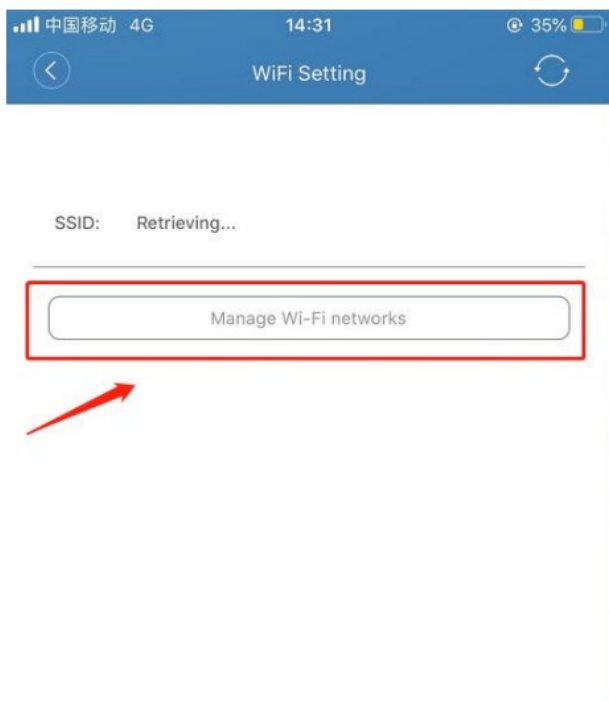 中国移动 4G 14:31 35%
WiFi Setting
SSID: Retrieving...
Manage Wi-Fi networks